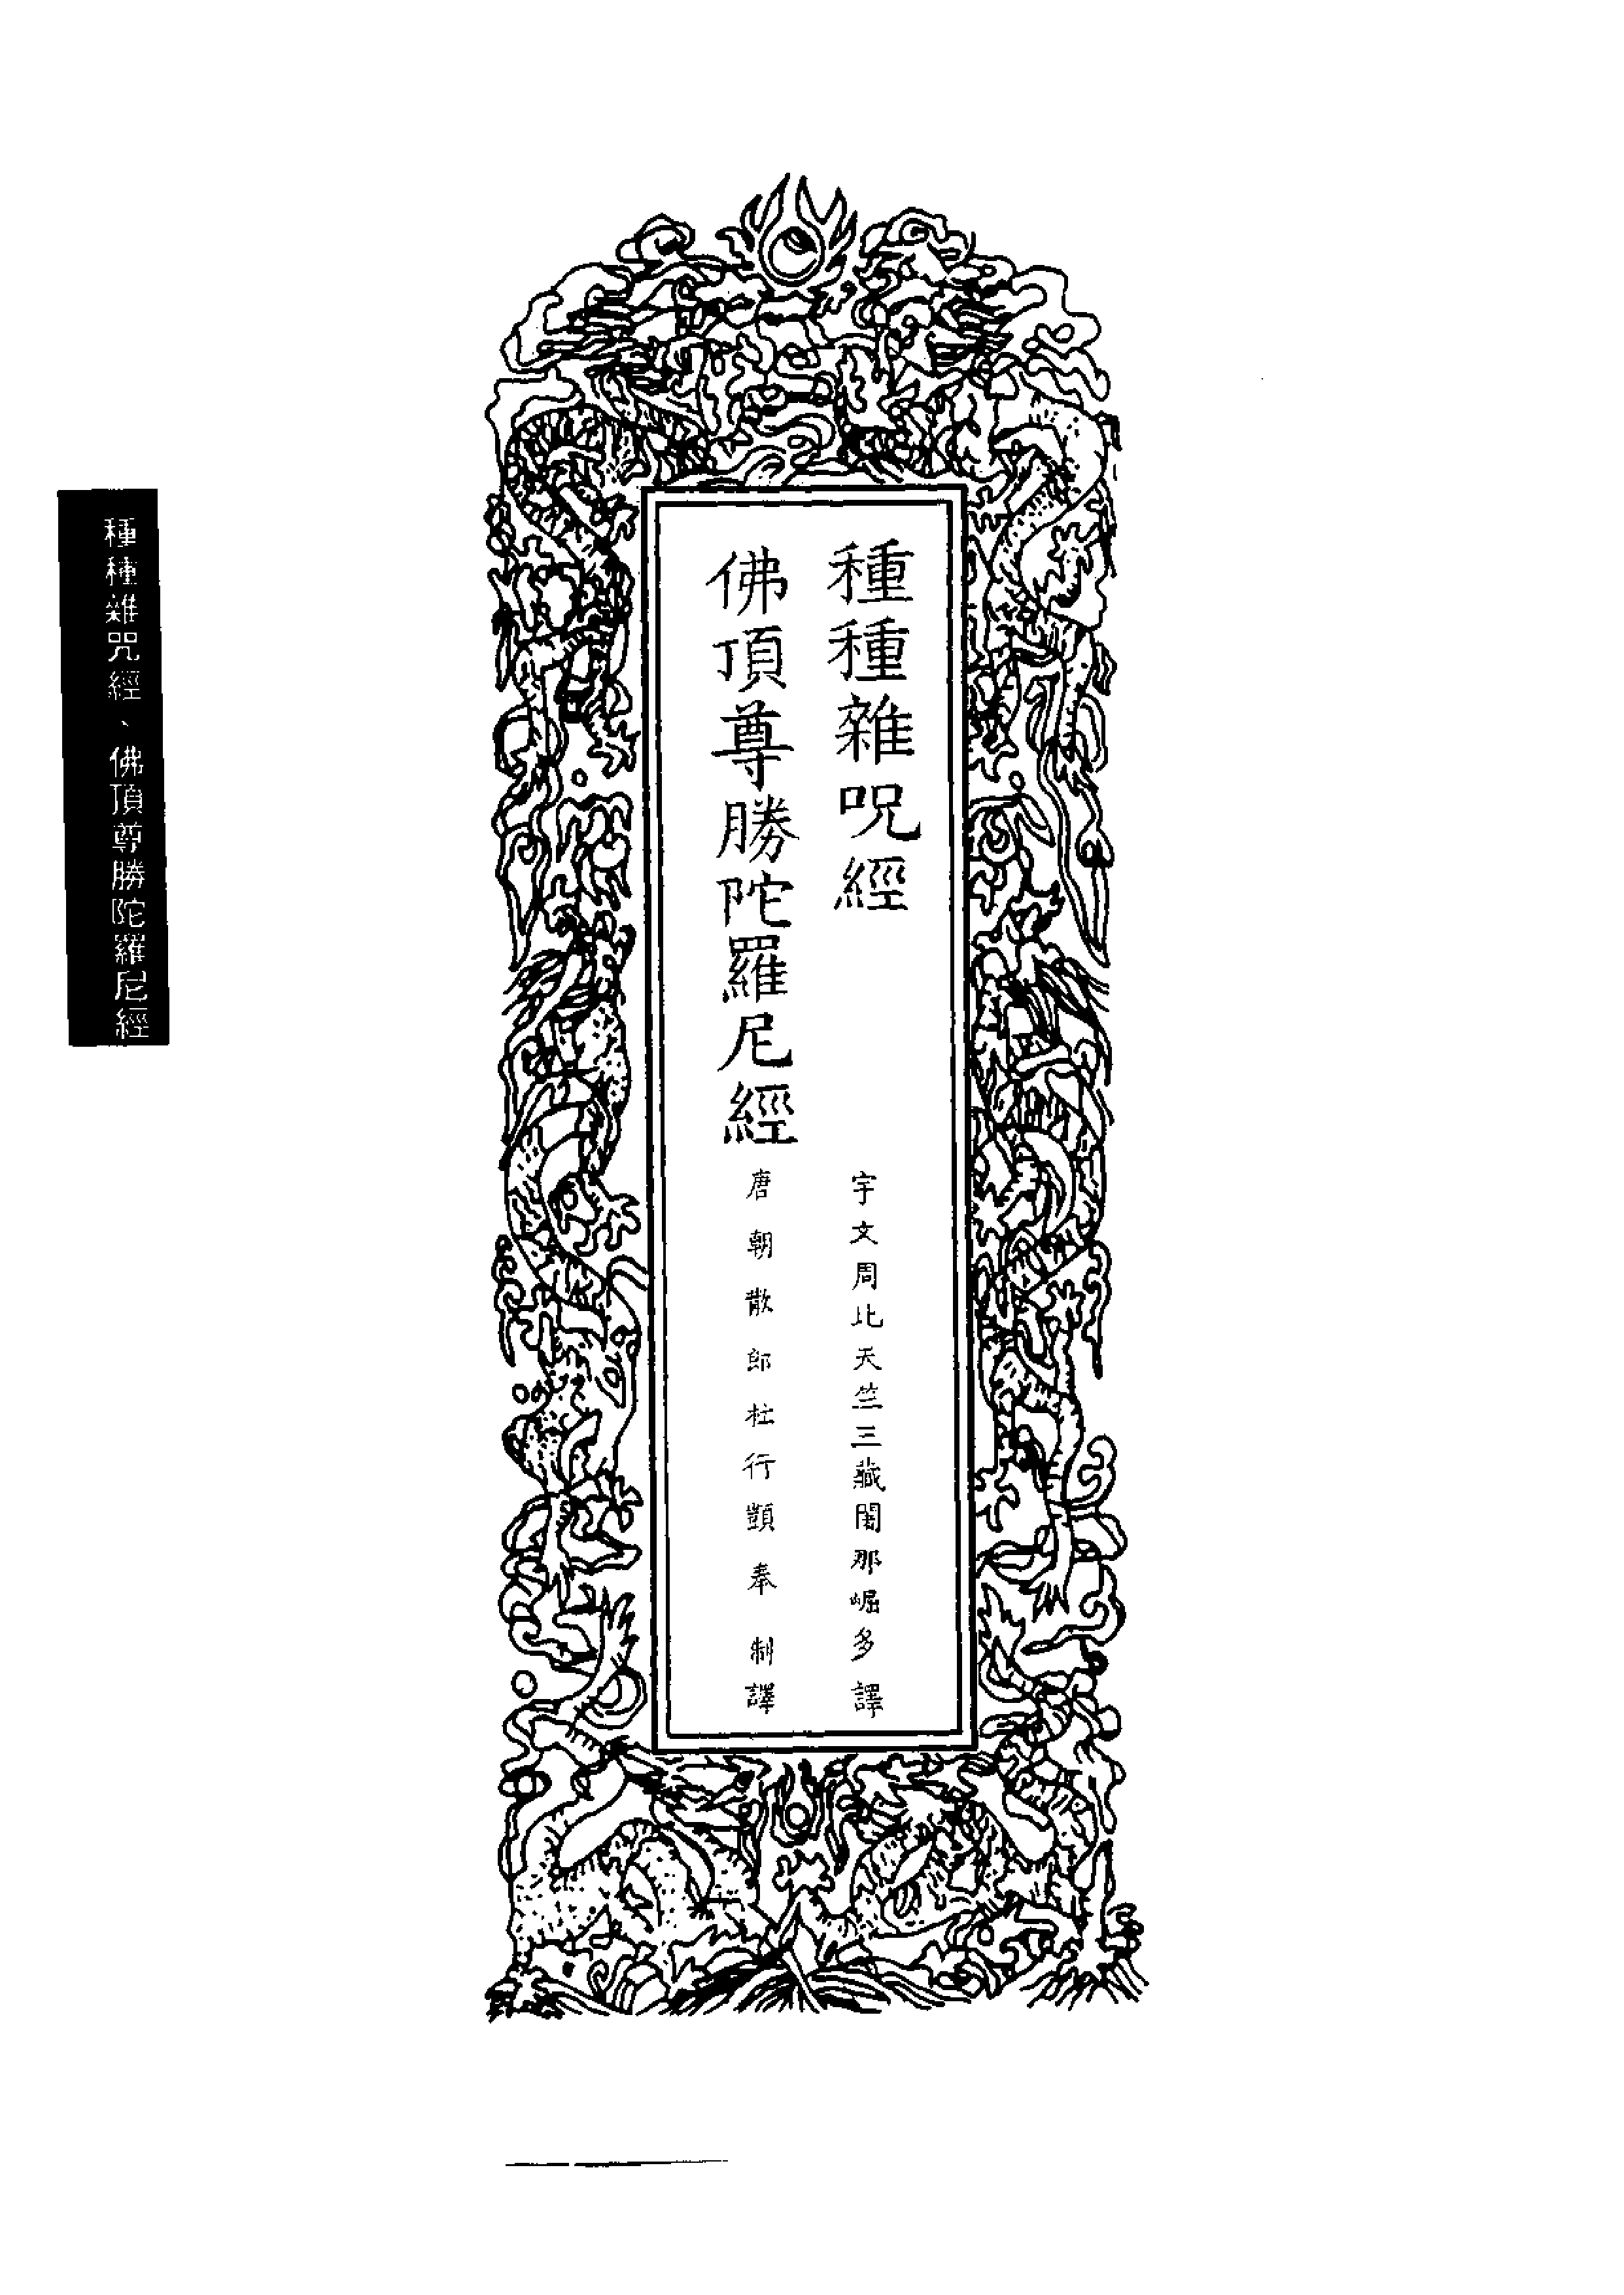 種種雜咒經
宇文周北天竺三藏闍那崛多譯
佛頂尊勝陀羅尼經
唐朝散郎杜行顗奉制譯
種種雜咒經、佛頂尊勝陀羅尼經